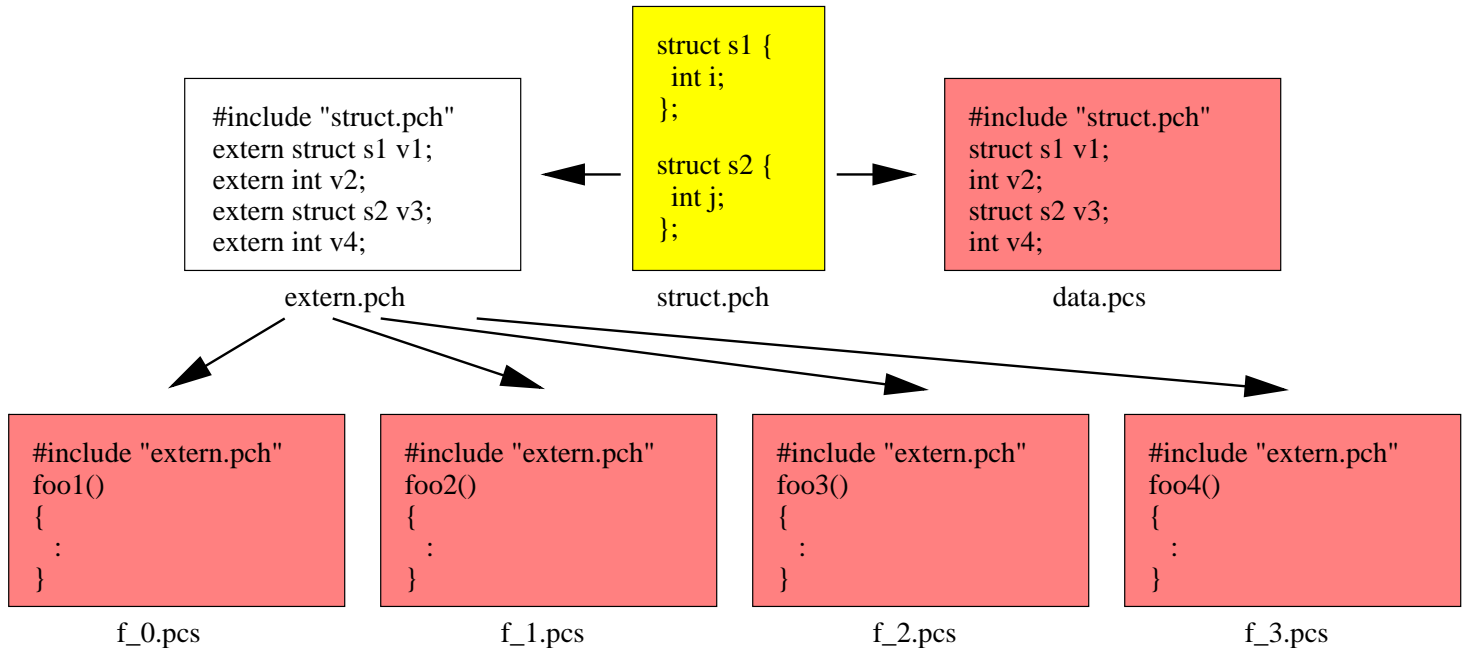 #include "struct.pch"
extern struct s1 v1;
extern int v2;
extern struct s2 v3;
extern int v4;
extern.pch
struct s1 {
int i;
};
struct s2 {
int j;
};
struct.pch
#include "struct.pch"
struct s1 v1;
int v2;
struct s2 v3;
int v4;
data.pcs
#include "extern.pch"
foo1()
{
:
}
f_0.pcs
#include "extern.pch"
foo2()
{
:
}
f_1.pcs
#include "extern.pch"
foo3()
{
:
}
f_2.pcs
#include "extern.pch"
foo4()
{
:
}
f_3.pcs